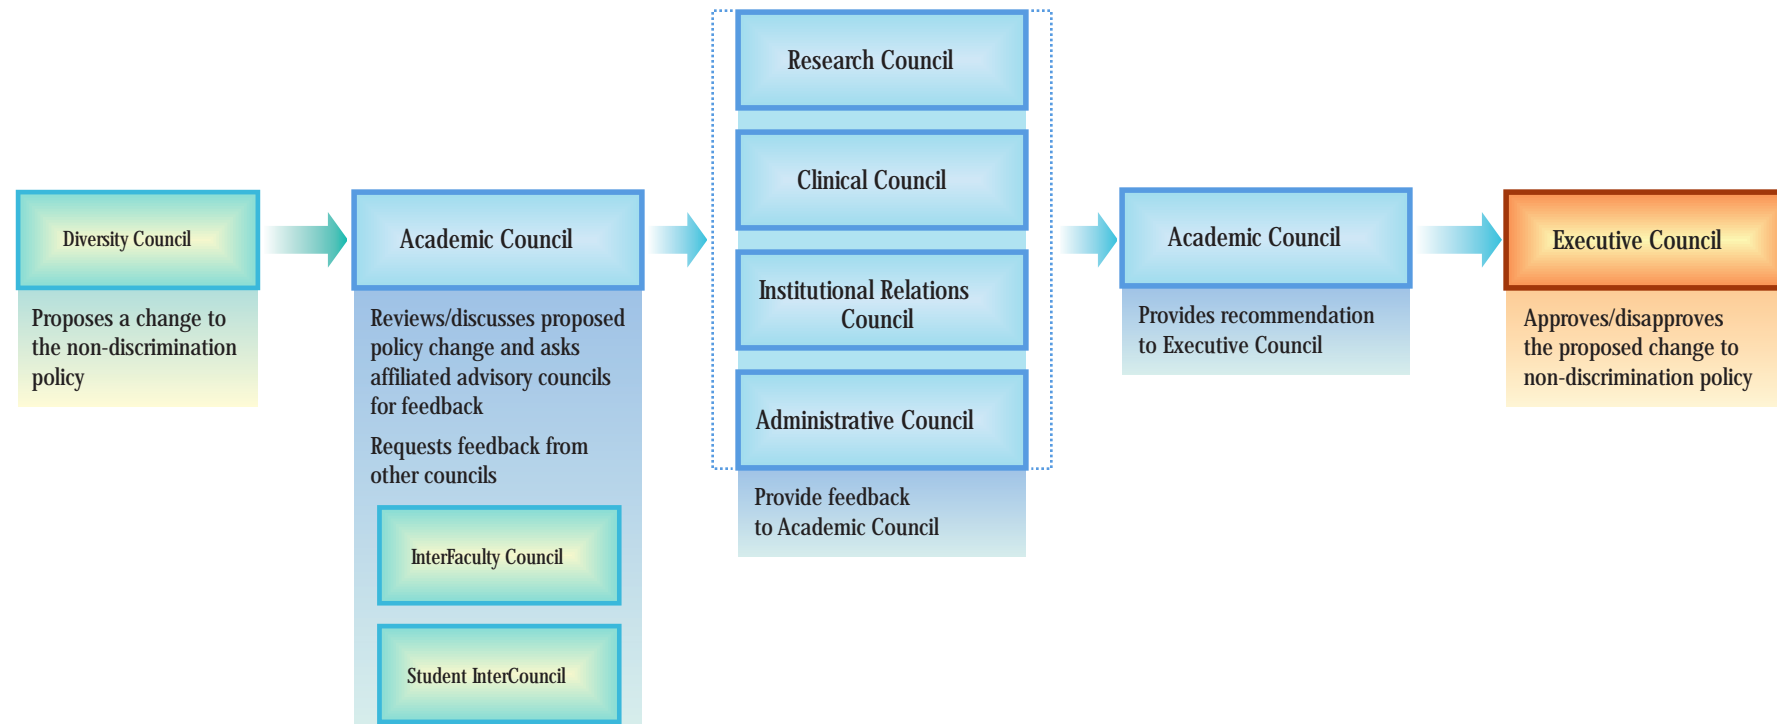 Diversity Council
Proposes a change to
the non-discrimination
policy
Academic Council
Reviews/discusses proposed
policy change and asks
affiliated advisory councils
for feedback
Requests feedback from
other councils
InterFaculty Council
Student InterCouncil
Research Council
Clinical Council
Institutional Relations
Council
Administrative Council
Provide feedback
to Academic Council
Academic Council
Provides recommendation
to Executive Council
Executive Council
Approves/disapproves
the proposed change to
non-discrimination policy